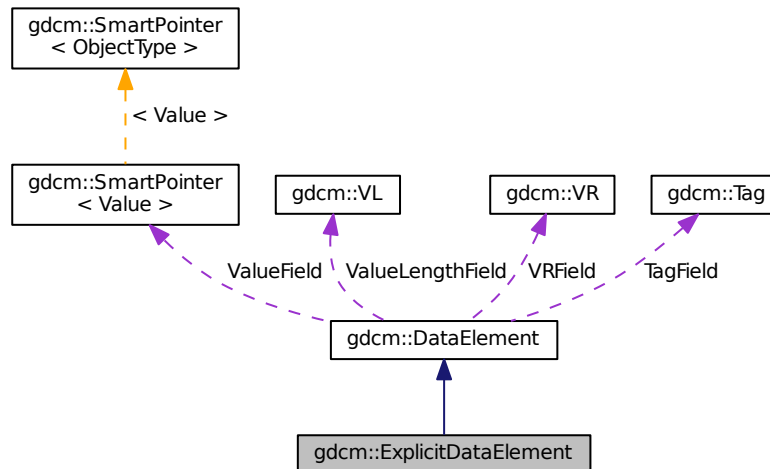 gdcm::SmartPointer
< ObjectType >
< Value >
gdcm::SmartPointer
< Value >
gdcm::VL
gdcm::VR
gdcm::Tag
ValueField
ValueLengthField
VRField
TagField
gdcm::DataElement
gdcm::ExplicitDataElement